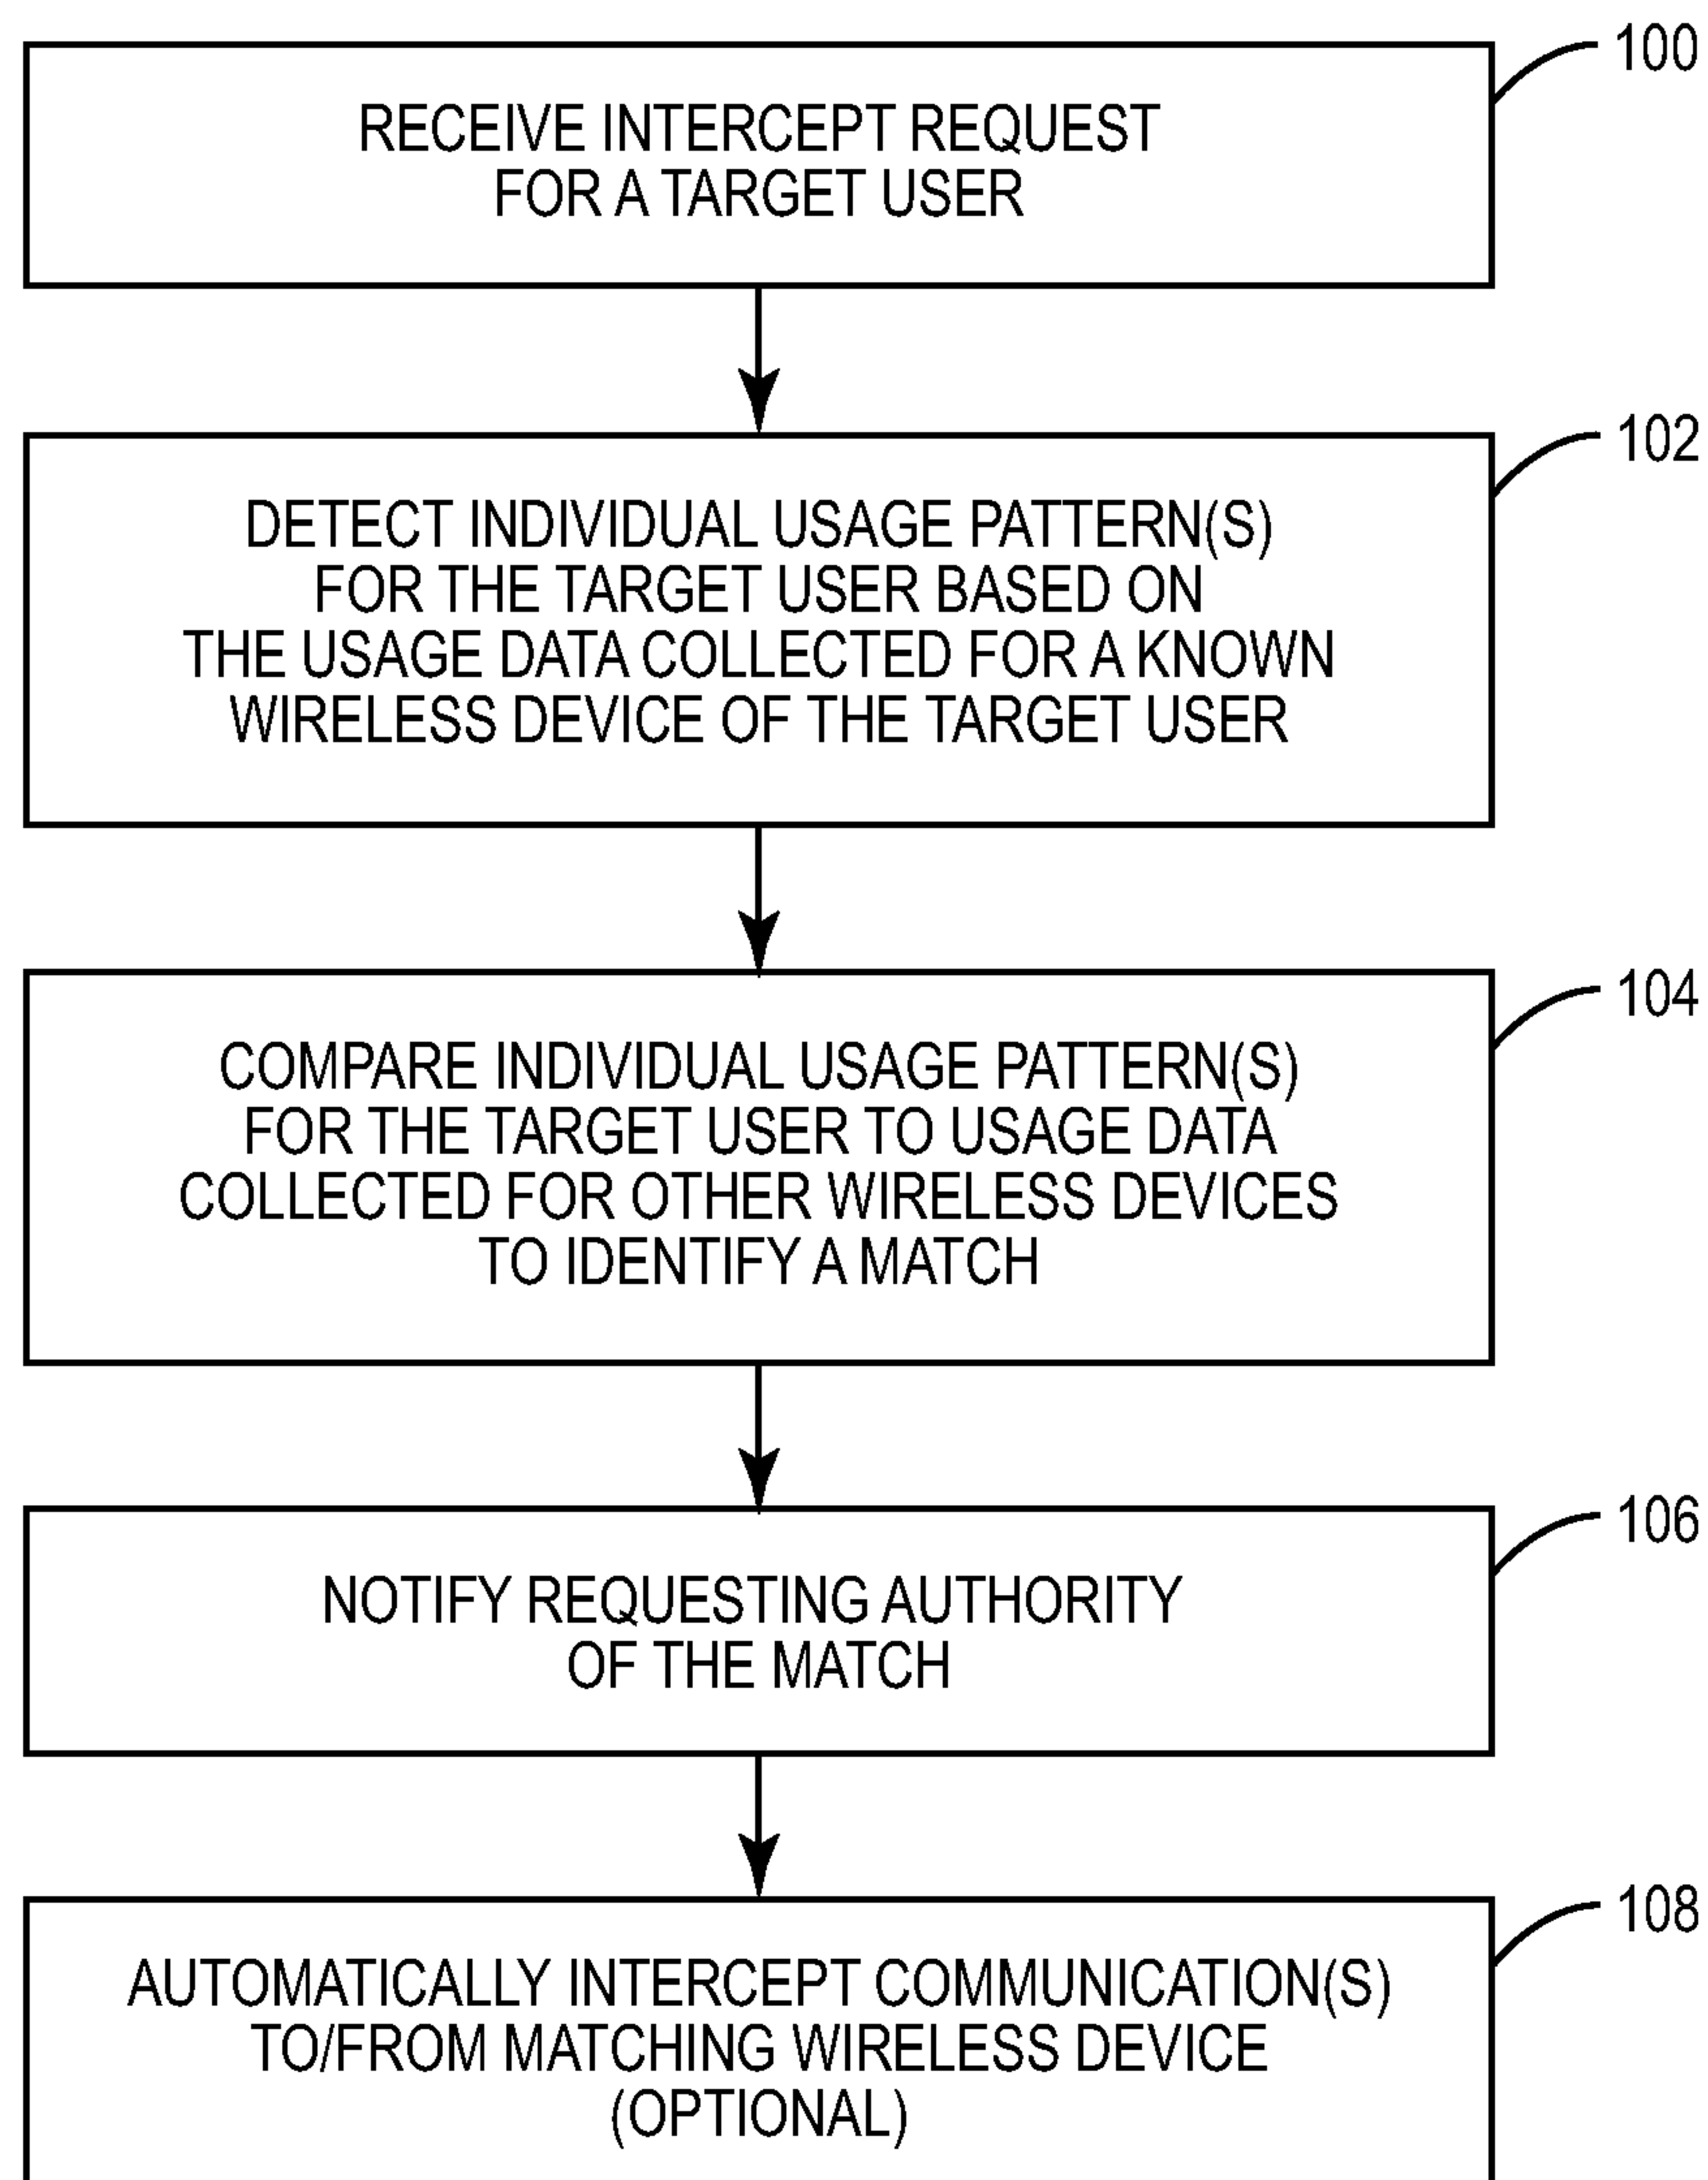 100
RECEIVE INTERCEPT REQUEST
FOR A TARGET USER
102
DETECT INDIVIDUAL USAGE PATTERN(S)
FOR THE TARGET USER BASED ON
THE USAGE DATA COLLECTED FOR A KNOWN
WIRELESS DEVICE OF THE TARGET USER
104
COMPARE INDIVIDUAL USAGE PATTERN(S)
FOR THE TARGET USER TO USAGE DATA
COLLECTED FOR OTHER WIRELESS DEVICES
TO IDENTIFY A MATCH
106
NOTIFY REQUESTING AUTHORITY
OF THE MATCH
108
AUTOMATICALLY INTERCEPT COMMUNICATION(S)
TO/FROM MATCHING WIRELESS DEVICE
(OPTIONAL)